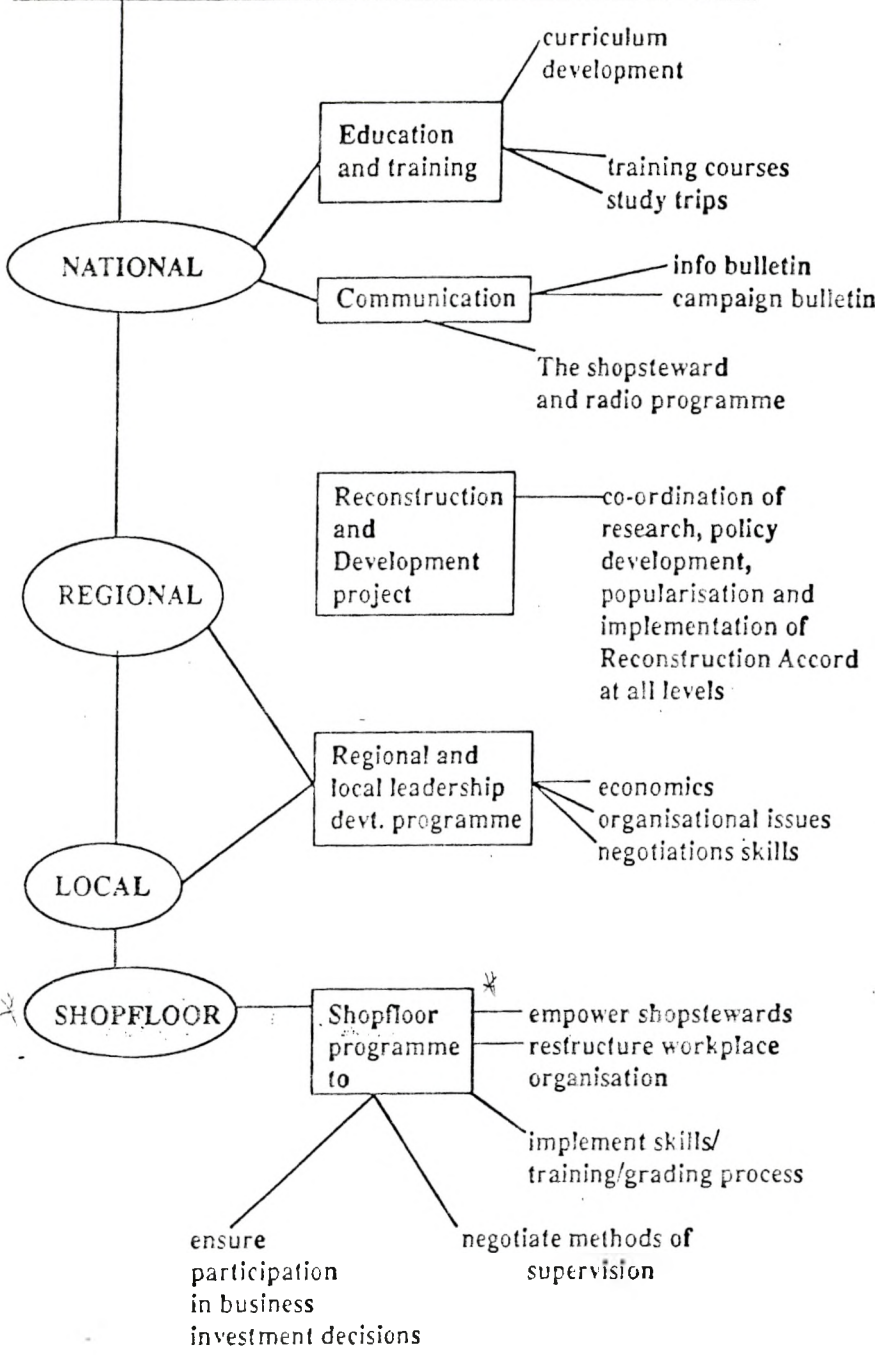 curriculum
development
Education
and training
training courses
study trips
NATIONAL
info bulletin
Communication
campaign bulletin
The shopsteward
and radio programme
Reconstruction
and
Development
project
co-ordination of
research, policy
development,
popularisation and
implementation of
Reconstruction Accord
at all levels
REGIONAL
Regional and
local leadership
devt. programme
economics
organisational issues
negotiations skills
LOCAL
SHOPFLOOR
Shopfloor
programme
to
empower shopstewards
restructure workplace
organisation
implement skills/
training/grading process
ensure
participation
in business
investment decisions
negotiate methods of
supervision